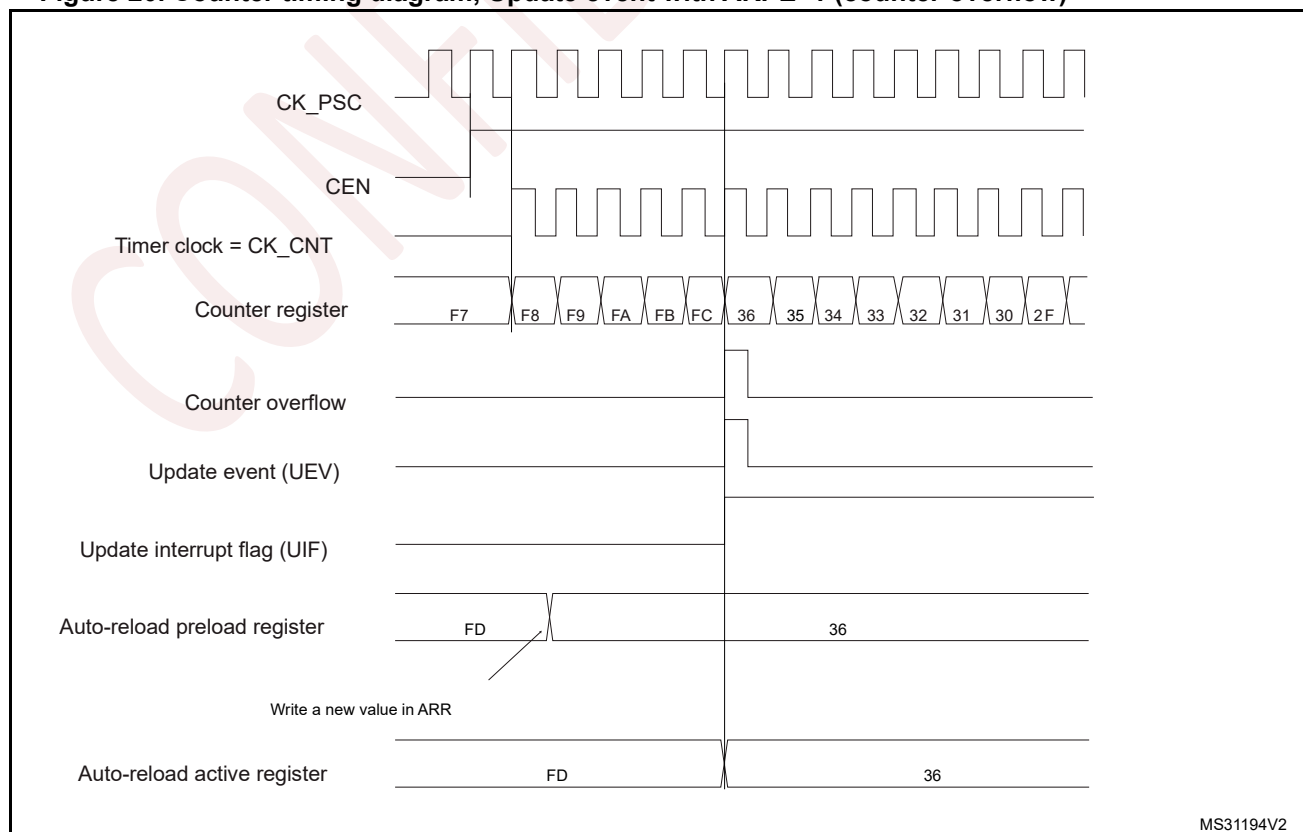 CK_PSC
CEN
Timer clock = CK_CNT
Counter register F7 F8 F9 FA FB FC 36 35 34 33 32 31 30 2F
Counter overflow
Update event (UEV)
Update interrupt flag (UIF)
Auto-reload preload register FD 36
Write a new value in ARR
Auto-reload active register FD 36
MS31194V2